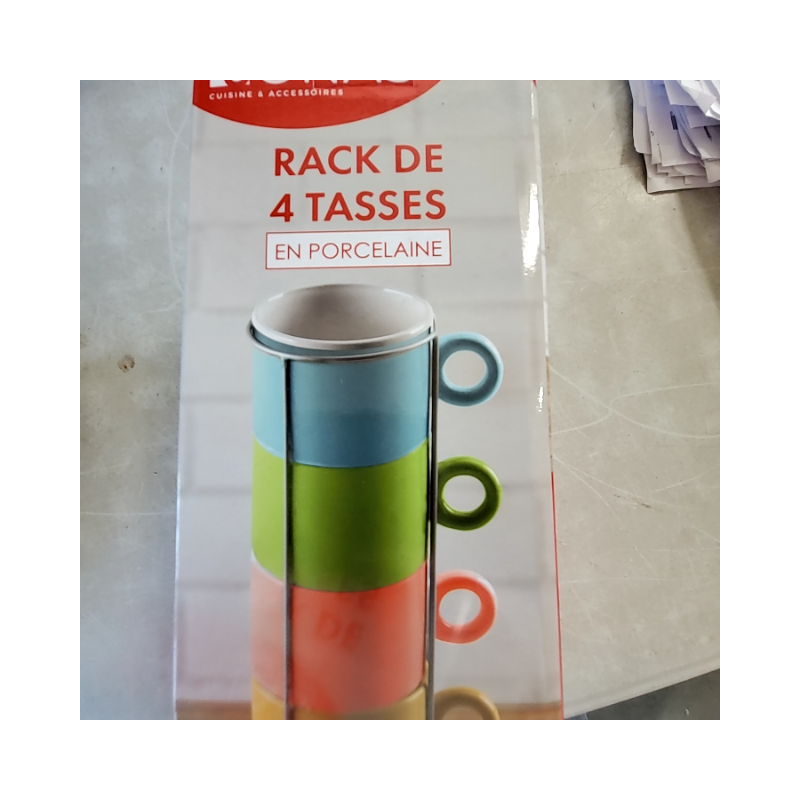 CUISINE & ACCESSOIRES
RACK DE
4 TASSES
EN PORCELAINE